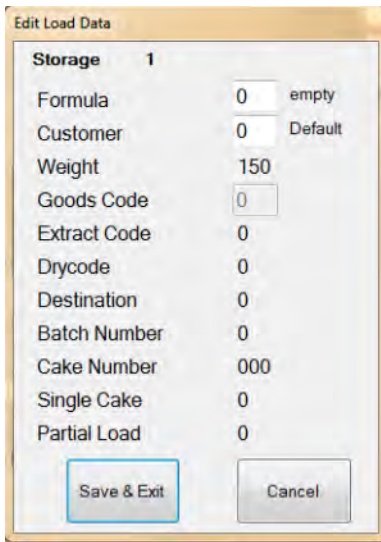 Edit Load Data
Storage 1
Formula 0 empty
Customer 0 Default
Weight 150
Goods Code 0
Extract Code 0
Drycode 0
Destination 0
Batch Number 0
Cake Number 000
Single Cake 0
Partial Load 0
Save & Exit Cancel